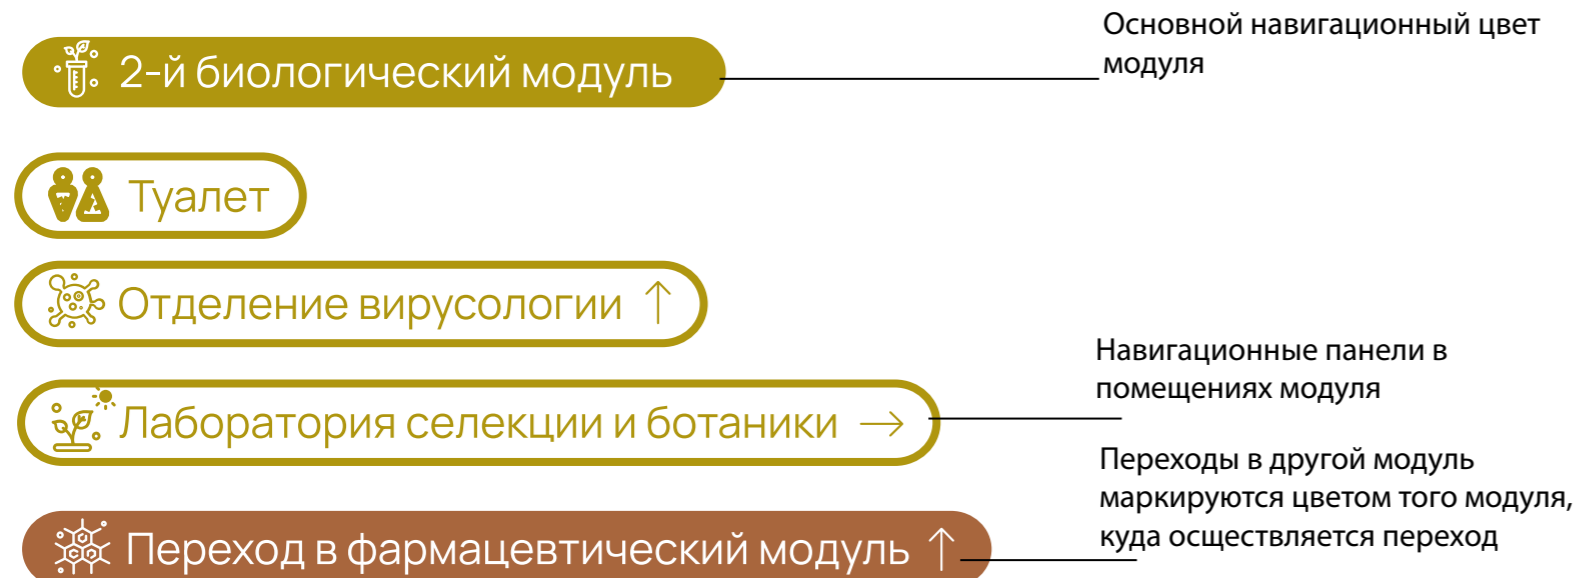 Основной навигационный цвет
модуля
2-й биологический модуль
Туалет
Отделение вирусологии ↑
Навигационные панели в
помещениях модуля
Лаборатория селекции и ботаники →
Переходы в другой модуль
маркируются цветом того модуля,
куда осществляется переход
Переход в фармацевтический модуль ↑